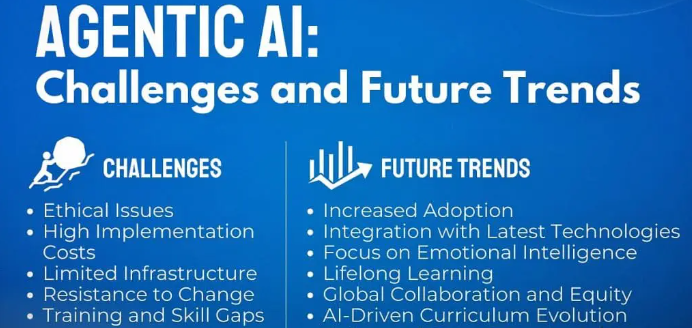 AGENTIC AI:
Challenges and Future Trends
CHALLENGES
• Ethical Issues
• High Implementation
Costs
• Limited Infrastructure
• Resistance to Change
• Training and Skill Gaps
FUTURE TRENDS
• Increased Adoption
• Integration with Latest Technologies
• Focus on Emotional Intelligence
• Lifelong Learning
• Global Collaboration and Equity
• AI-Driven Curriculum Evolution